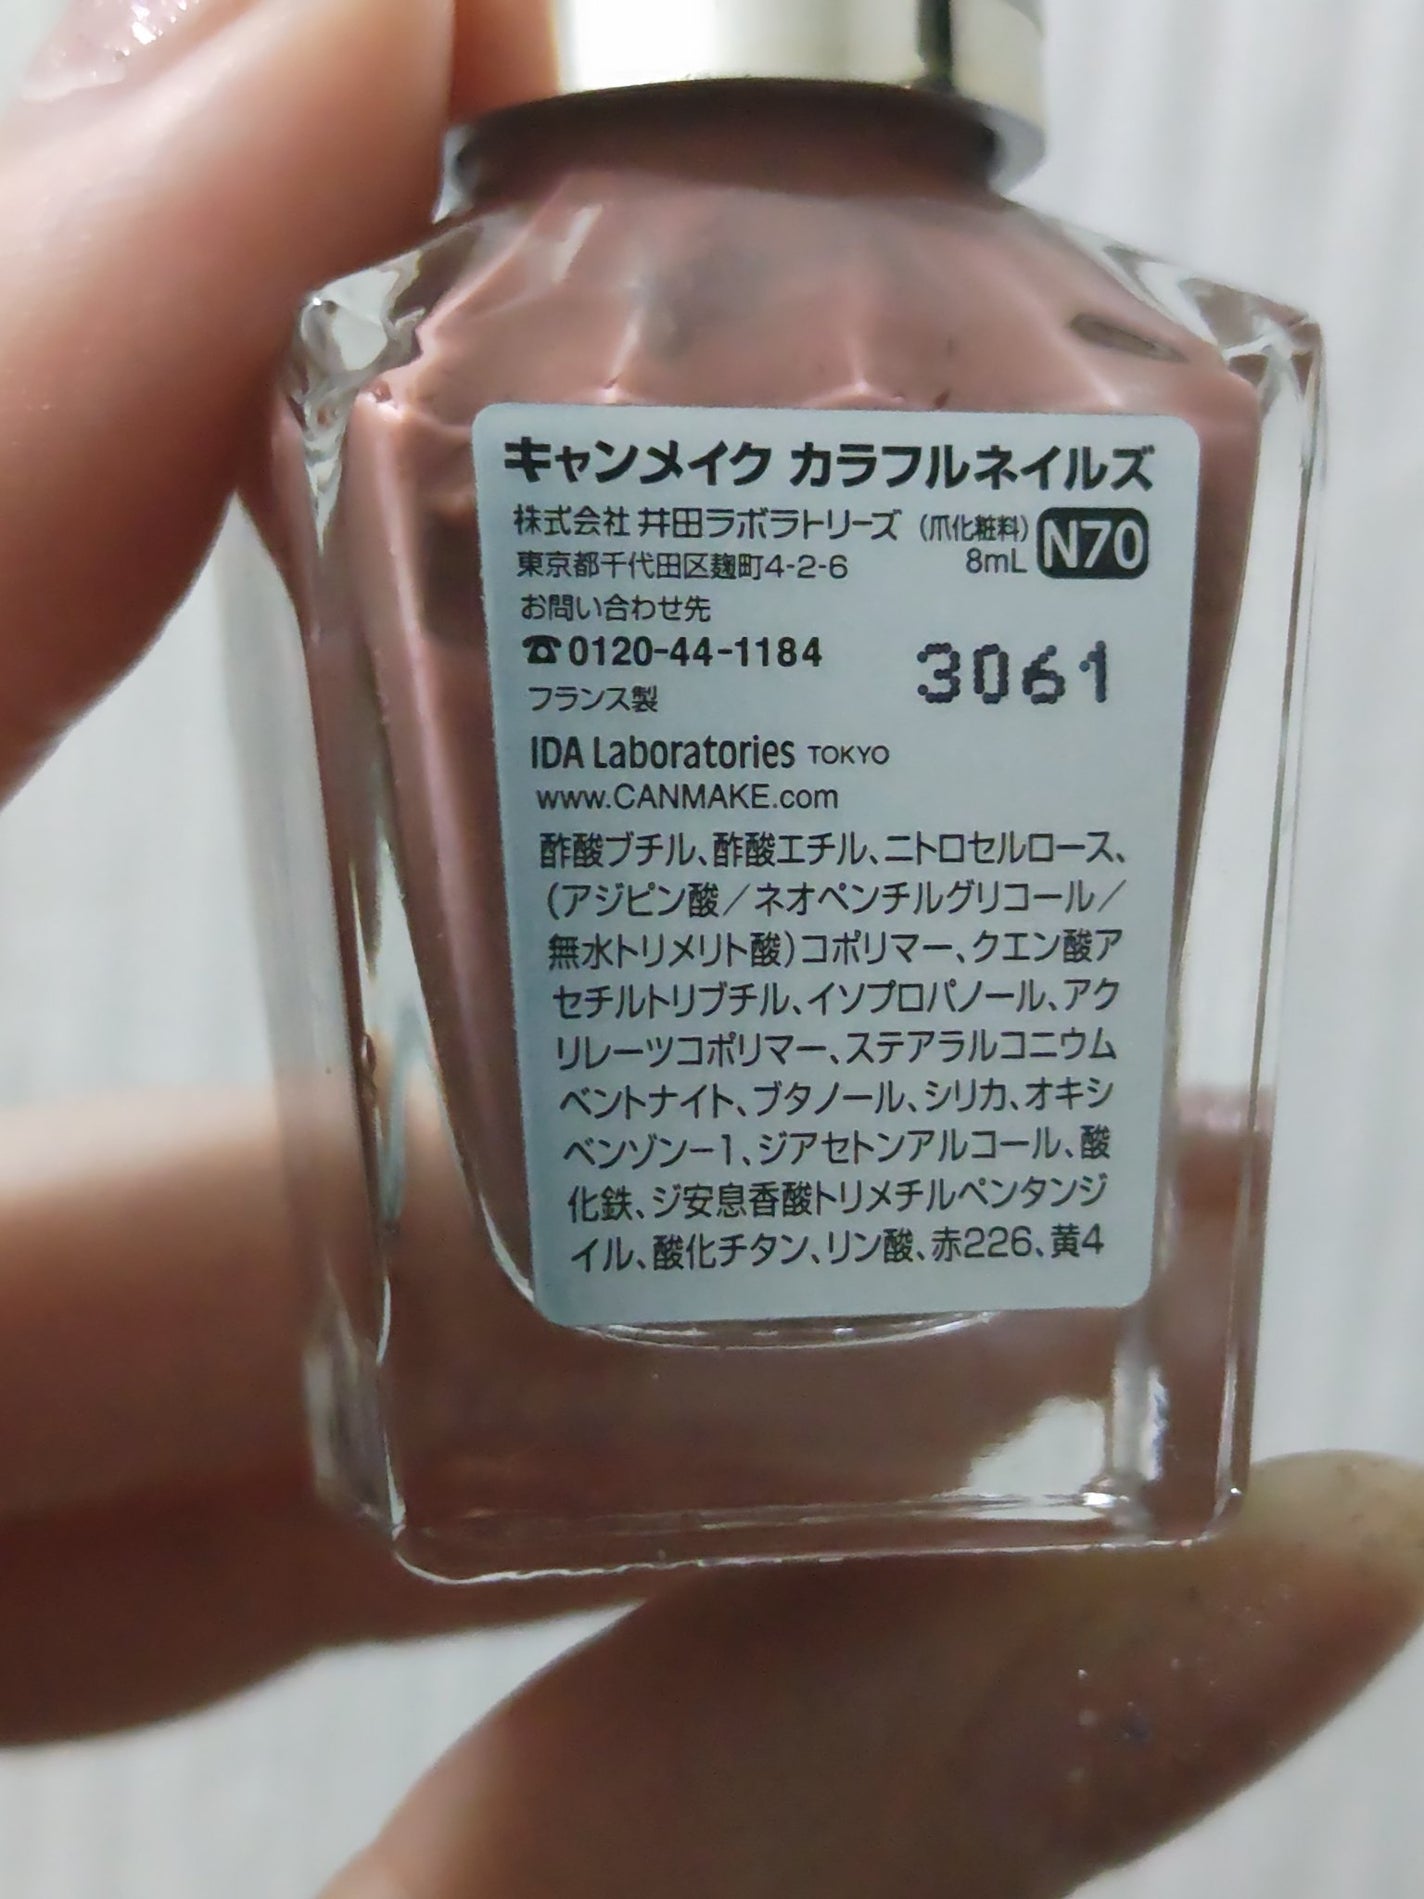 キャンメイク カラフルネイルズ
株式会社 井田ラボラトリーズ (爪化粧料) N70
東京都千代田区麹町4-2-6 8mL
お問い合わせ先
☎0120-44-1184 3061
フランス製
IDA Laboratories TOKYO
www.CANMAKE.com
酢酸ブチル、酢酸エチル、ニトロセルロース、
(アジピン酸/ネオペンチルグリコール/
無水トリメリト酸)コポリマー、クエン酸ア
セチルトリブチル、イソプロパノール、アク
リレーツコポリマー、ステアラルコニウム
ベントナイト、ブタノール、シリカ、オキシ
ベンゾン-1、ジアセトンアルコール、酸
化鉄、ジ安息香酸トリメチルペンタンジ
イル、酸化チタン、リン酸、赤226、黄4